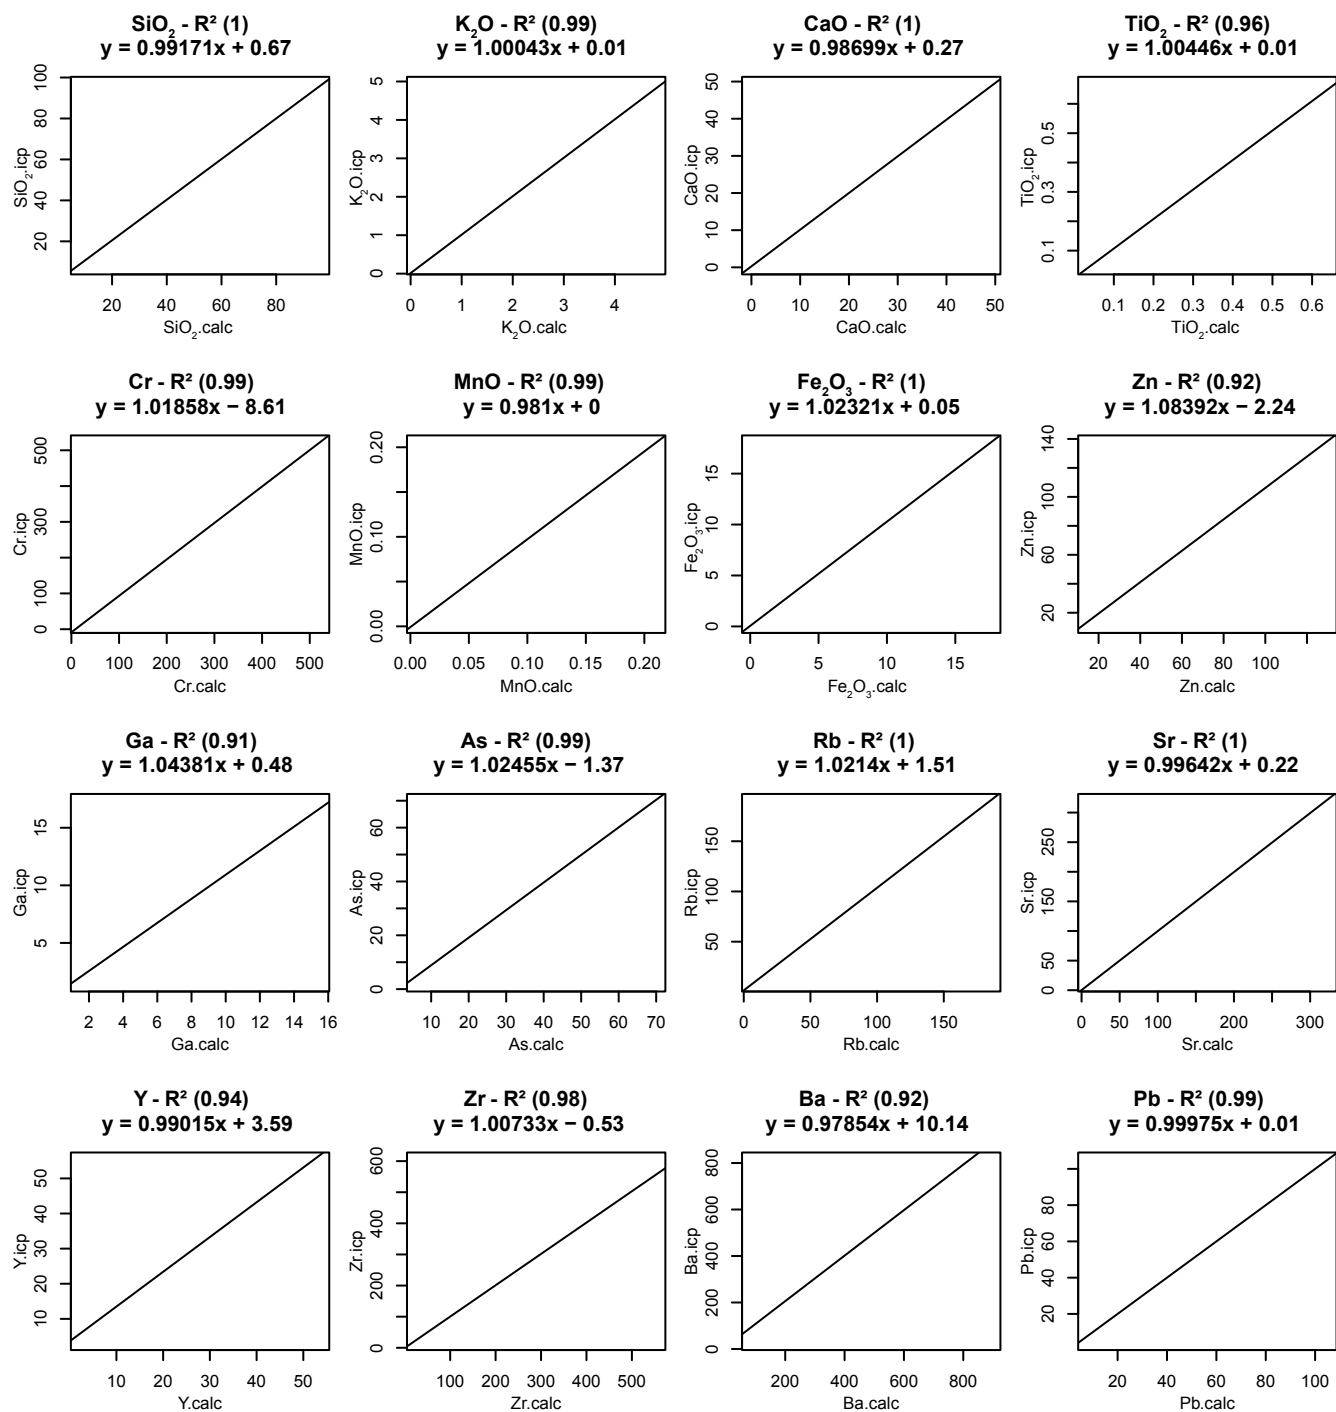 SiO₂ - R² (1)
y = 0.99171x + 0.67
SiO₂.icp
100
80
60
40
20
20 40 60 80
SiO₂.calc
K₂O - R² (0.99)
y = 1.00043x + 0.01
K₂O.icp
5
4
3
2
1
0
0 1 2 3 4
K₂O.calc
CaO - R² (1)
y = 0.98699x + 0.27
CaO.icp
50
40
30
20
10
0
0 10 20 30 40 50
CaO.calc
TiO₂ - R² (0.96)
y = 1.00446x + 0.01
TiO₂.icp
0.5
0.3
0.1
0.1 0.2 0.3 0.4 0.5 0.6
TiO₂.calc
Cr - R² (0.99)
y = 1.01858x − 8.61
Cr.icp
500
300
100
0
0 100 200 300 400 500
Cr.calc
MnO - R² (0.99)
y = 0.981x + 0
MnO.icp
0.20
0.10
0.00
0.00 0.05 0.10 0.15 0.20
MnO.calc
Fe₂O₃ - R² (1)
y = 1.02321x + 0.05
Fe₂O₃.icp
15
10
5
0
0 5 10 15
Fe₂O₃.calc
Zn - R² (0.92)
y = 1.08392x − 2.24
Zn.icp
140
100
60
20
20 40 60 80 100
Zn.calc
Ga - R² (0.91)
y = 1.04381x + 0.48
Ga.icp
15
10
5
2 4 6 8 10 12 14 16
Ga.calc
As - R² (0.99)
y = 1.02455x − 1.37
As.icp
60
40
20
0
10 20 30 40 50 60 70
As.calc
Rb - R² (1)
y = 1.0214x + 1.51
Rb.icp
150
100
50
0 50 100 150
Rb.calc
Sr - R² (1)
y = 0.99642x + 0.22
Sr.icp
250
150
50
0
0 50 100 200 300
Sr.calc
Y - R² (0.94)
y = 0.99015x + 3.59
Y.icp
50
40
30
20
10
10 20 30 40 50
Y.calc
Zr - R² (0.98)
y = 1.00733x − 0.53
Zr.icp
600
400
200
0
100 200 300 400 500
Zr.calc
Ba - R² (0.92)
y = 0.97854x + 10.14
Ba.icp
800
600
400
200
0
200 400 600 800
Ba.calc
Pb - R² (0.99)
y = 0.99975x + 0.01
Pb.icp
80
60
40
20
20 40 60 80 100
Pb.calc